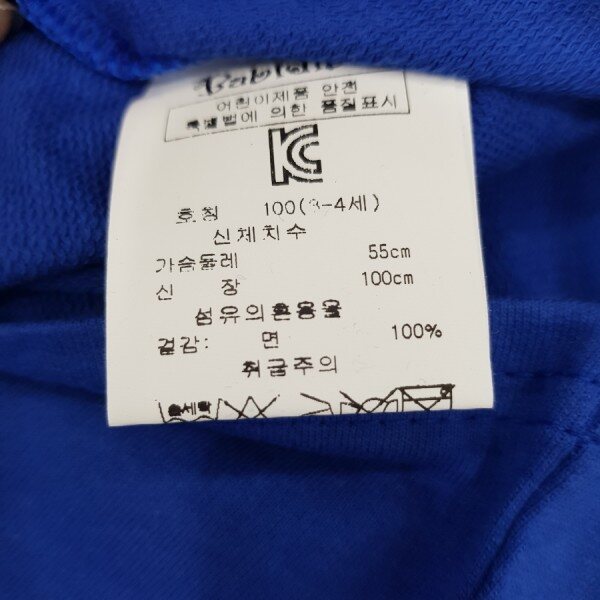 어린이제품 안전
특별법에 의한 품질표시
KC
호칭 100(3-4세)
신체치수
가슴둘레 55cm
신 장 100cm
섬유의혼용율
겉감: 면 100%
취급주의